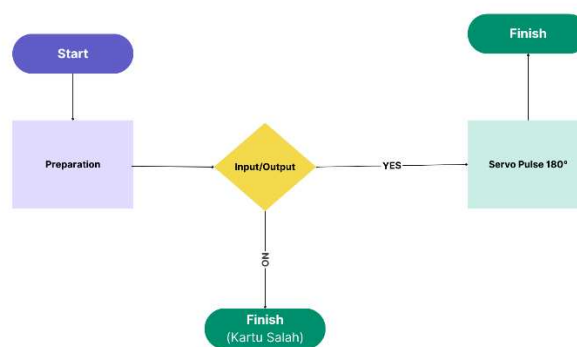 Start
Finish
Preparation
Input/Output
YES
Servo Pulse 180°
NO
Finish
(Kartu Salah)